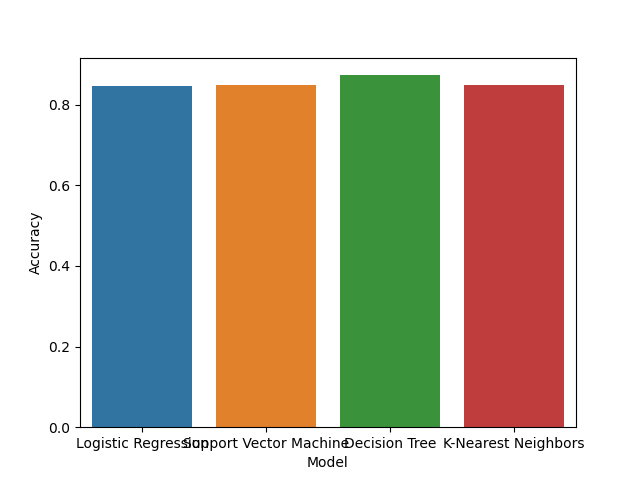 0.8
0.6
Accuracy
0.4
0.2
0.0
Logistic Regression Support Vector Machine Decision Tree K-Nearest Neighbors
Model